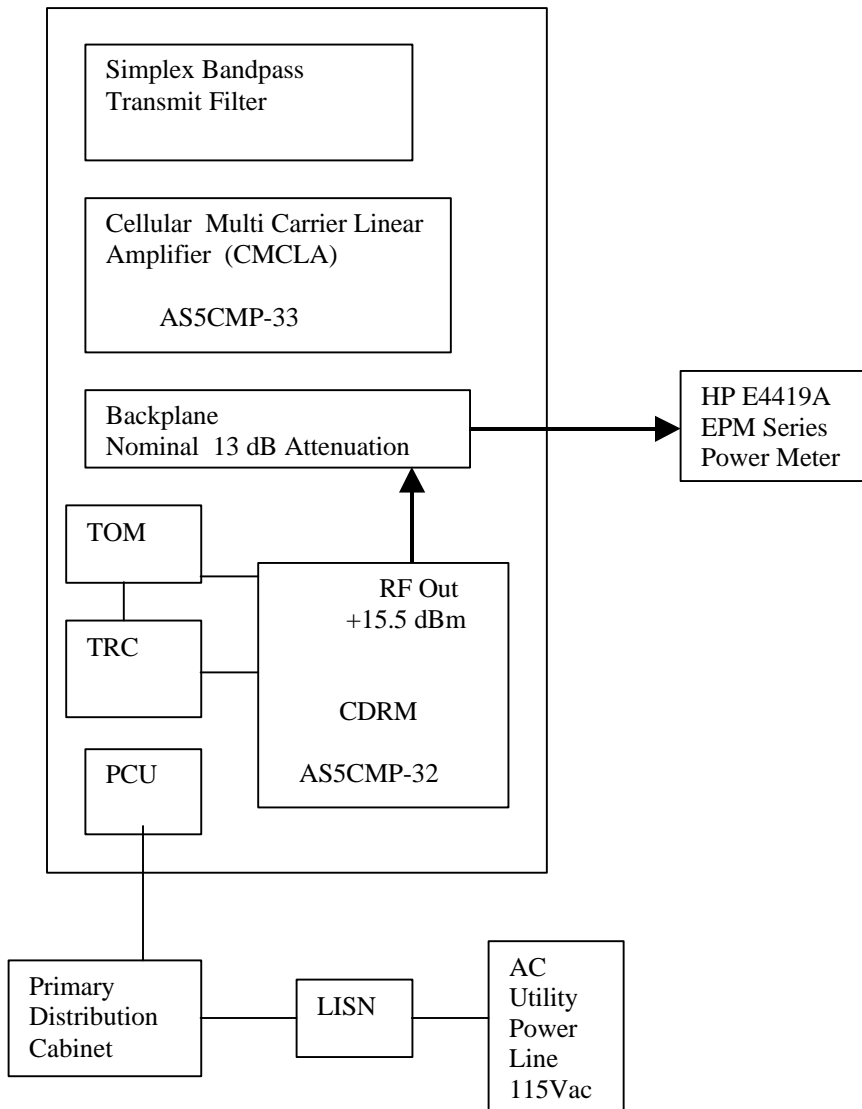 Simplex Bandpass
Transmit Filter
Cellular Multi Carrier Linear
Amplifier (CMCLA)
AS5CMP-33
Backplane
Nominal 13 dB Attenuation
HP E4419A
EPM Series
Power Meter
TOM
RF Out
+15.5 dBm
TRC
CDRM
AS5CMP-32
PCU
Primary
Distribution
Cabinet
LISN
AC
Utility
Power
Line
115Vac